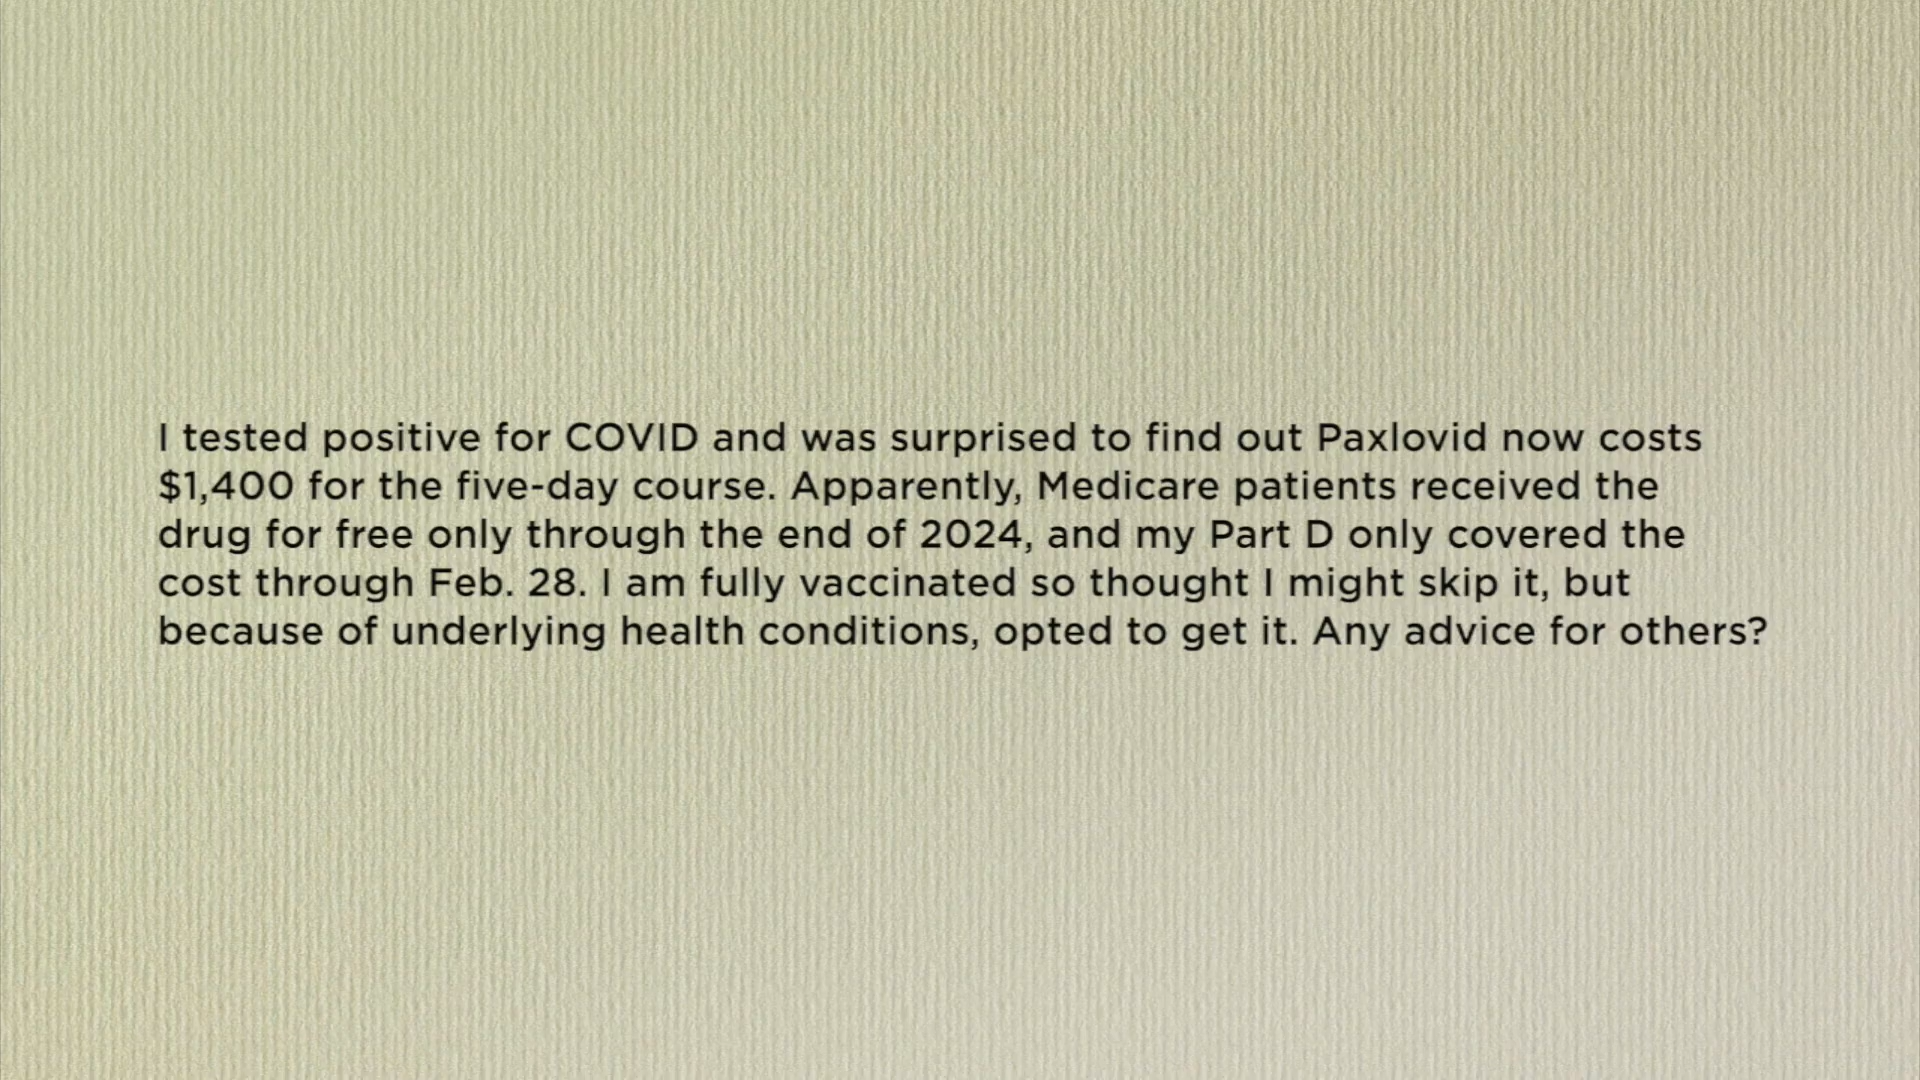 I tested positive for COVID and was surprised to find out Paxlovid now costs
$1,400 for the five-day course. Apparently, Medicare patients received the
drug for free only through the end of 2024, and my Part D only covered the
cost through Feb. 28. I am fully vaccinated so thought I might skip it, but
because of underlying health conditions, opted to get it. Any advice for others?